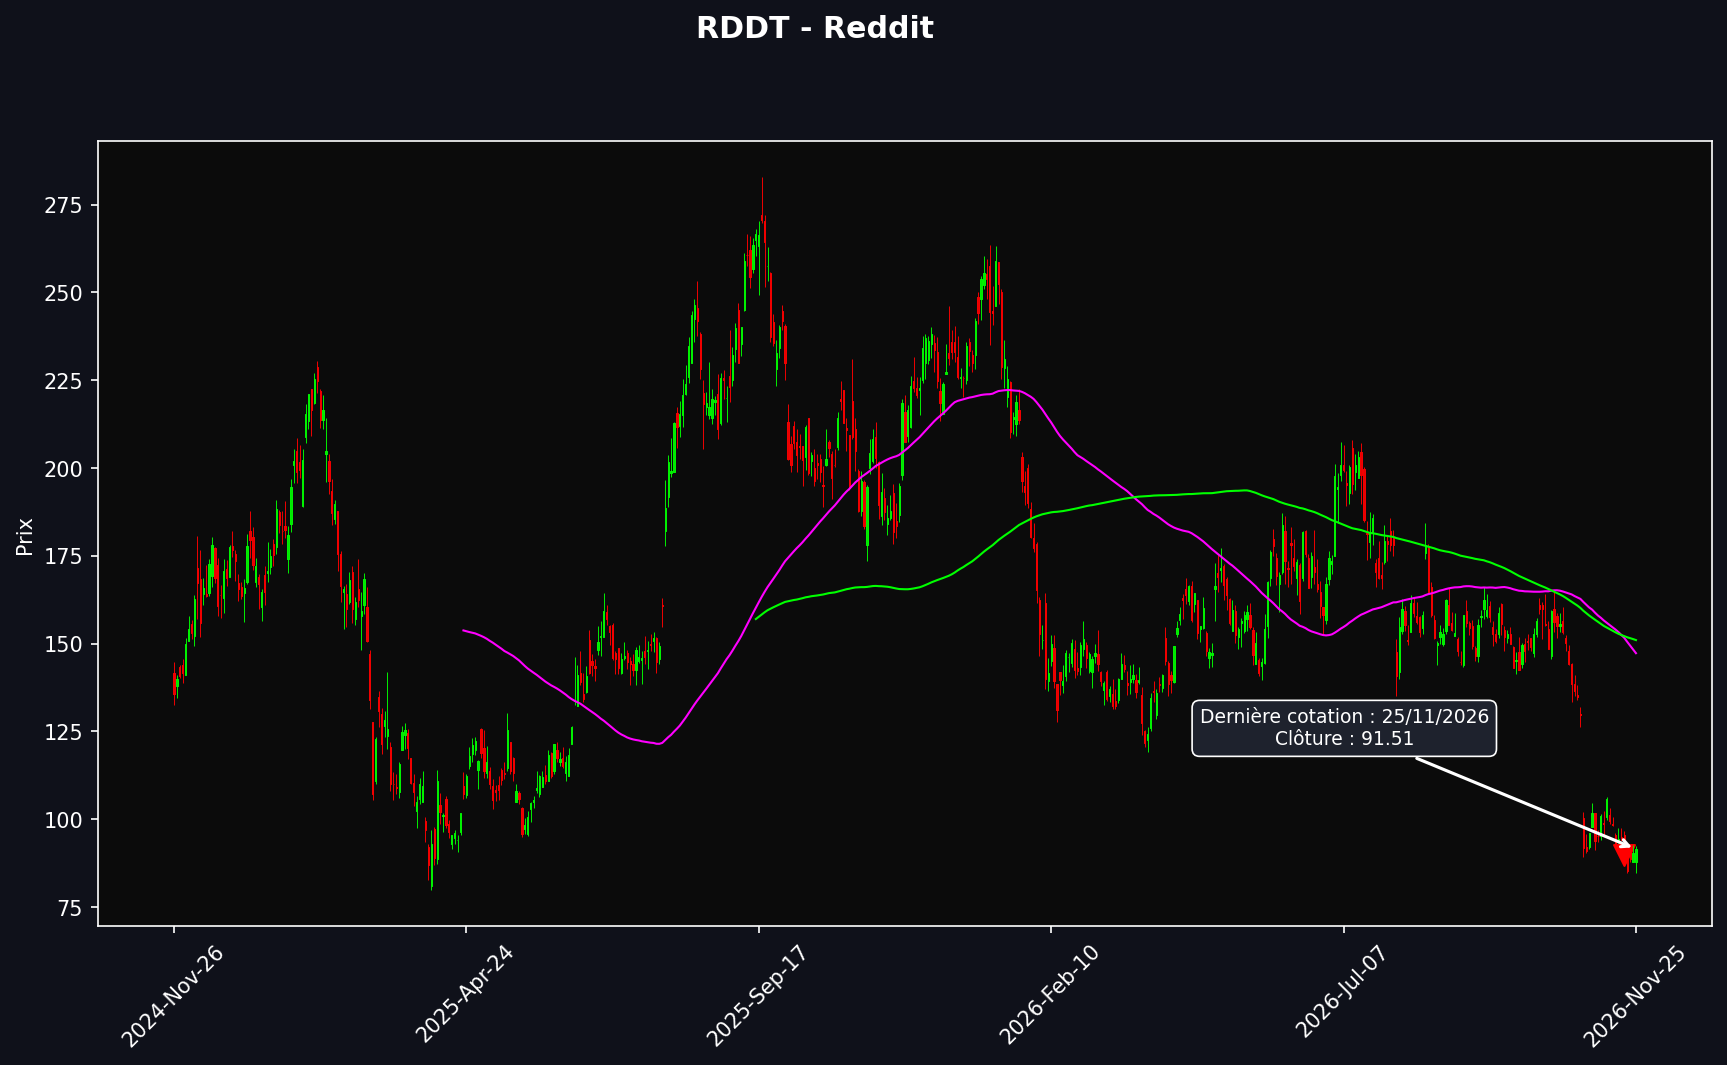 RDDT - Reddit
Prix
275
250
225
200
175
150
125
100
75
Dernière cotation : 25/11/2026
Clôture : 91.51
2024-Nov-26
2025-Apr-24
2025-Sep-17
2026-Feb-10
2026-Jul-07
2026-Nov-25